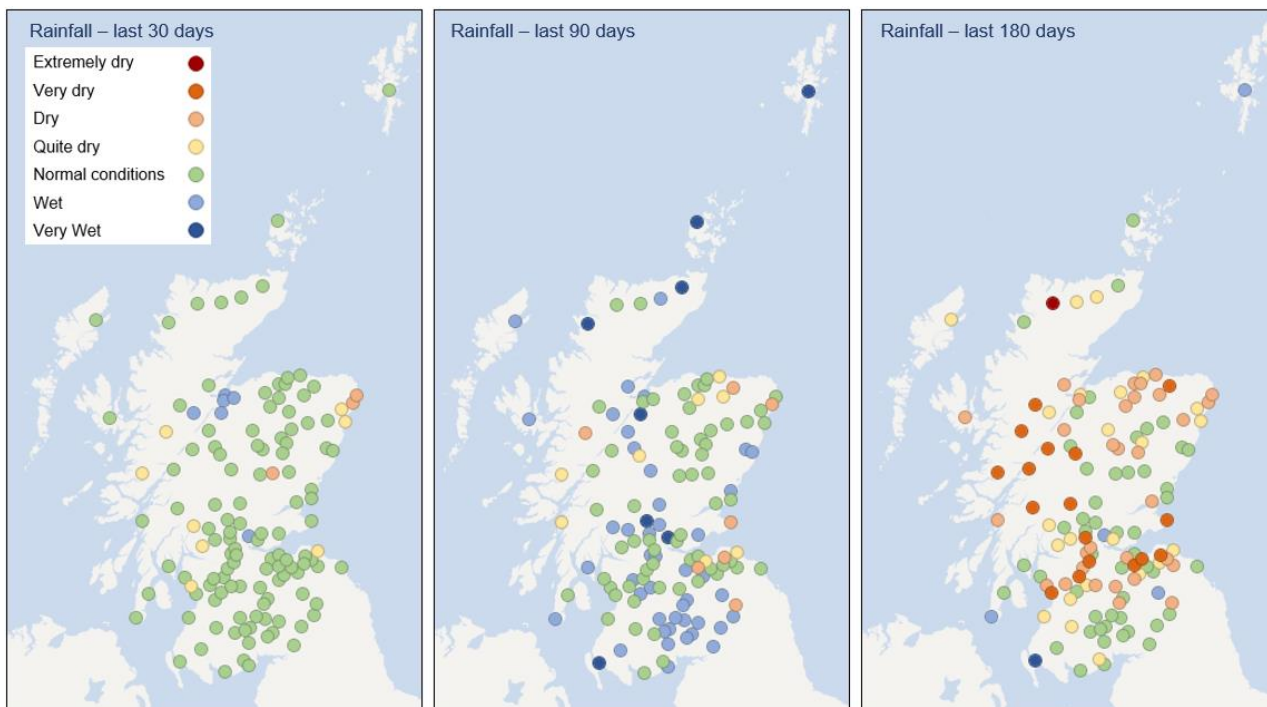 Rainfall – last 30 days
Extremely dry
Very dry
Dry
Quite dry
Normal conditions
Wet
Very Wet
Rainfall – last 90 days
Rainfall – last 180 days